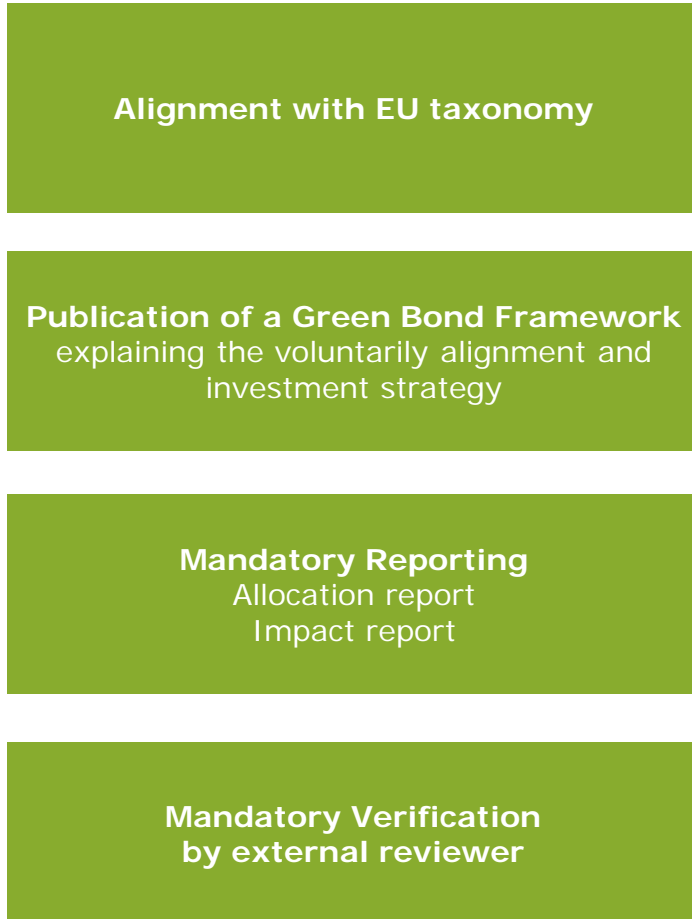 Alignment with EU taxonomy
Publication of a Green Bond Framework
explaining the voluntarily alignment and
investment strategy
Mandatory Reporting
Allocation report
Impact report
Mandatory Verification
by external reviewer